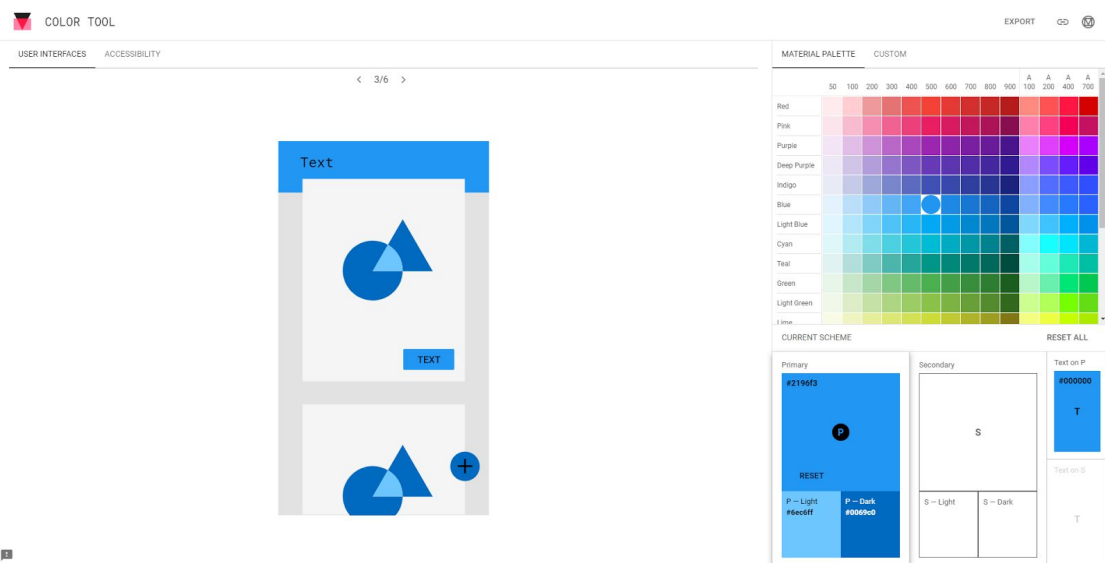 COLOR TOOL
EXPORT
USER INTERFACES ACCESSIBILITY
3/6
Text
TEXT
MATERIAL PALETTE CUSTOM
A A A A
50 100 200 300 400 500 600 700 800 900 100 200 400 700
Red
Pink
Purple
Deep Purple
Indigo
Blue
Light Blue
Cyan
Teal
Green
Light Green
Lime
CURRENT SCHEME RESET ALL
Primary
#2196f3
P
RESET
P — Light
#6ec6ff
P — Dark
#0069c0
Secondary
S
S — Light
S — Dark
Text on P
#000000
T
Text on S
T